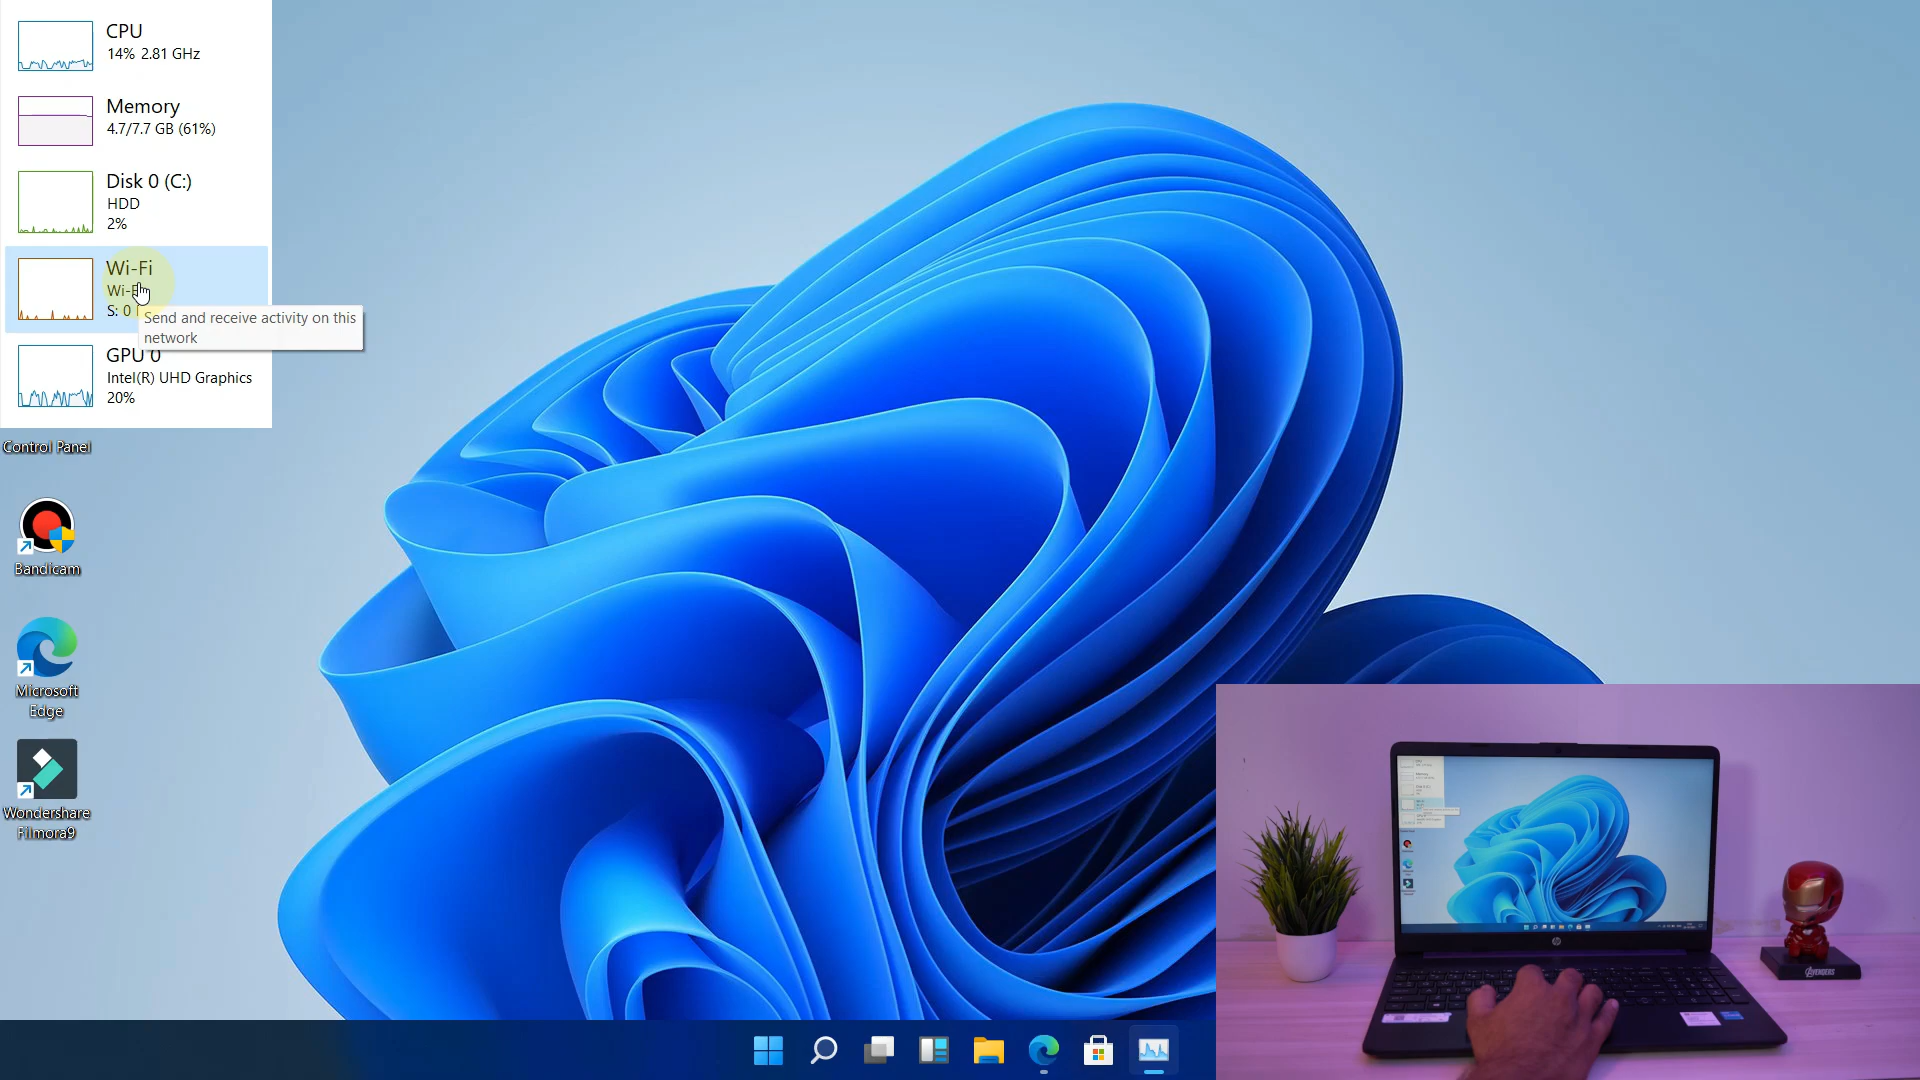 CPU
14% 2.81 GHz
Memory
4.7/7.7 GB (61%)
Disk 0 (C:)
HDD
2%
Wi-Fi
S: 0
Send and receive activity on this
network
GPU 0
Intel(R) UHD Graphics
20%
Control Panel
Bandicam
Microsoft
Edge
Wondershare
Filmora9
hp
AVENGERS